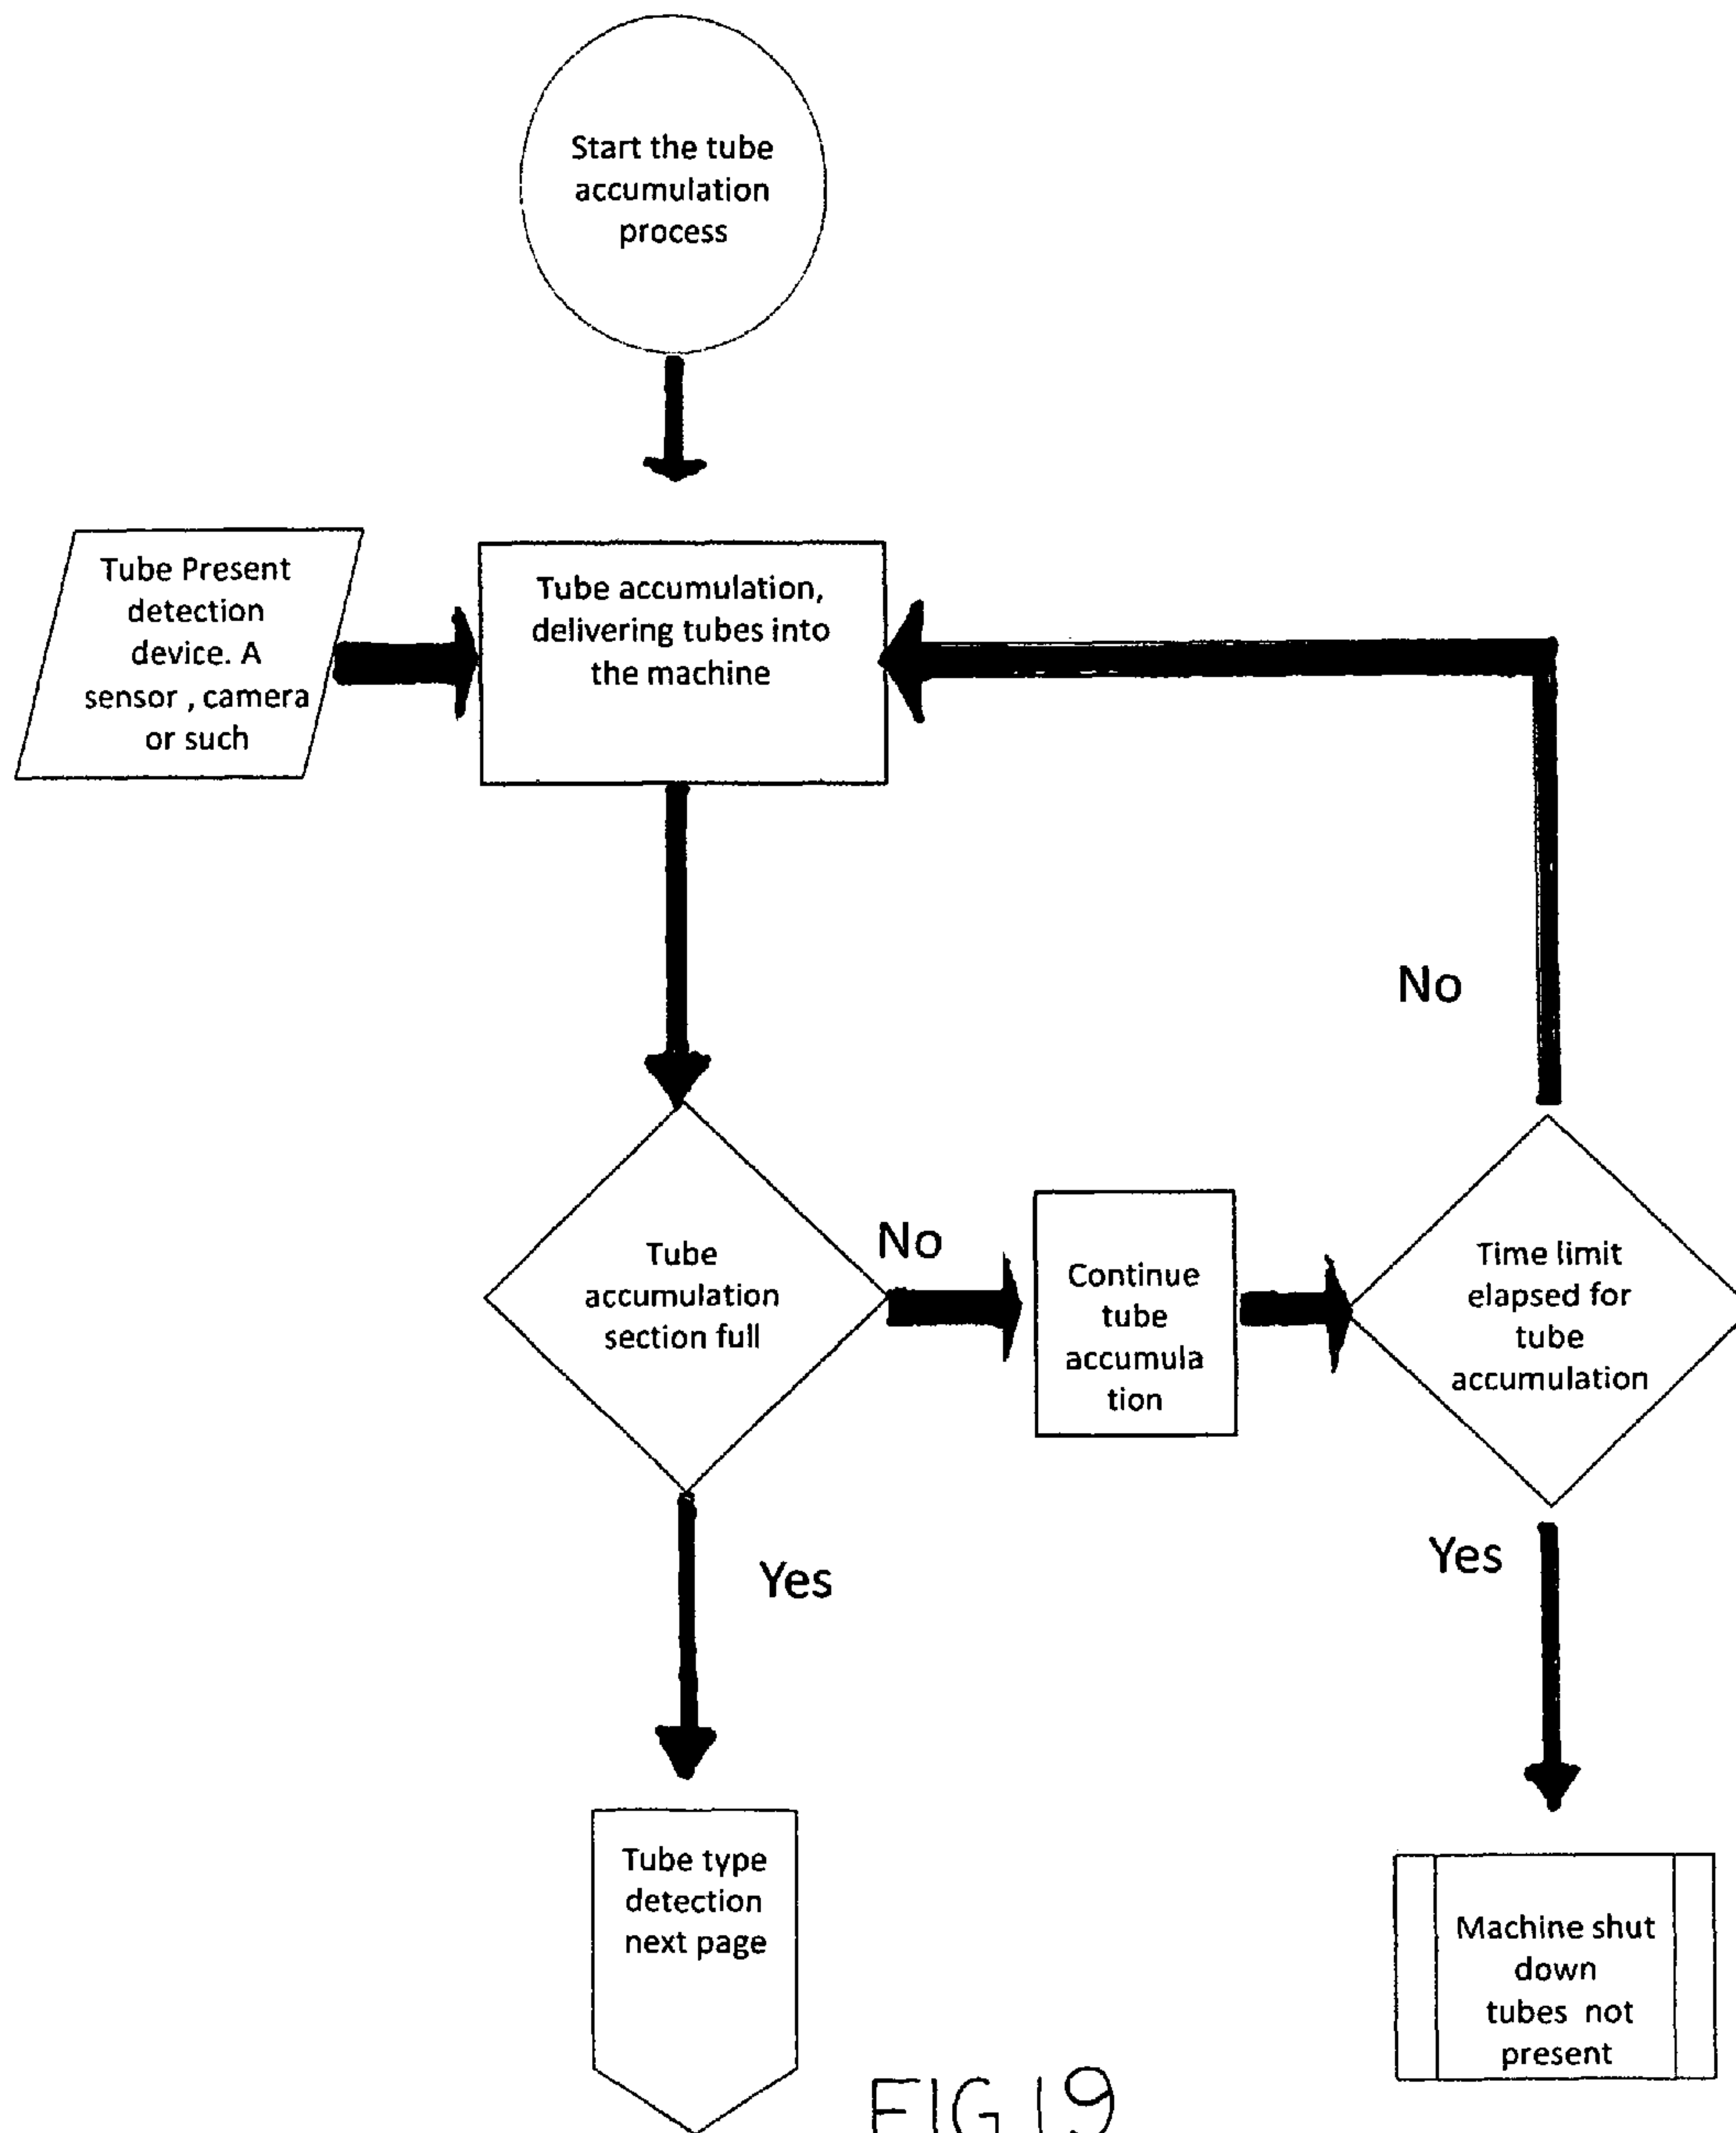 Start the tube
accumulation
process
Tube Present
detection
device. A
sensor , camera
or such
Tube accumulation,
delivering tubes into
the machine
No
Tube
accumulation
section full
No
Continue
tube
accumula
tion
Time limit
elapsed for
tube
accumulation
Yes
Yes
Tube type
detection
next page
Machine shut
down
tubes not
present
FIG 19